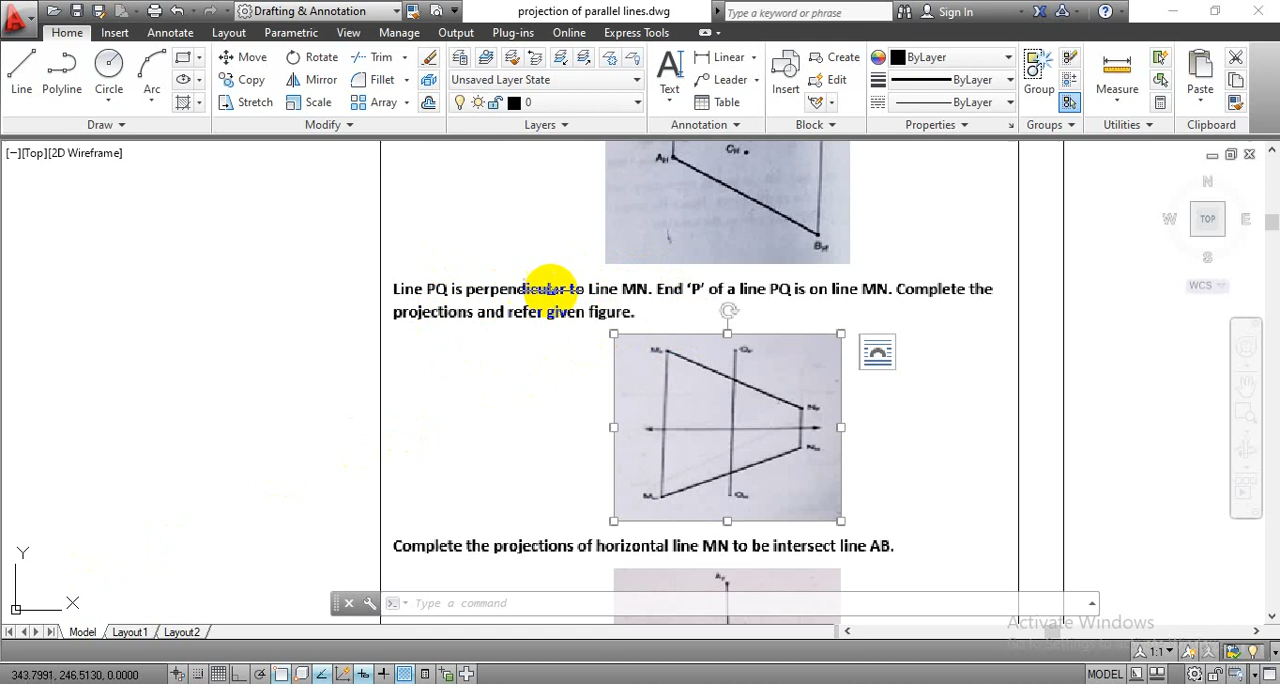 Drafting & Annotation
projection of parallel lines.dwg
Type a keyword or phrase
Sign In
Home Insert Annotate Layout Parametric View Manage Output Plug-ins Online Express Tools
Line Polyline Circle Arc
Move Rotate Trim
Copy Mirror Fillet
Stretch Scale Array
Unsaved Layer State
0
Text
Linear
Leader
Table
Insert
Create
Edit
ByLayer
ByLayer
ByLayer
Group
Measure
Paste
Draw Modify Layers Annotation Block Properties Groups Utilities Clipboard
[−][Top][2D Wireframe]
N
W TOP E
S
WCS
AH CH
BH
Line PQ is perpendicular to Line MN. End ‘P’ of a line PQ is on line MN. Complete the
projections and refer given figure.
Complete the projections of horizontal line MN to be intersect line AB.
Y
X
Type a command
Activate Windows
Model Layout1 Layout2
1:1
343.7991, 246.5130, 0.0000
MODEL